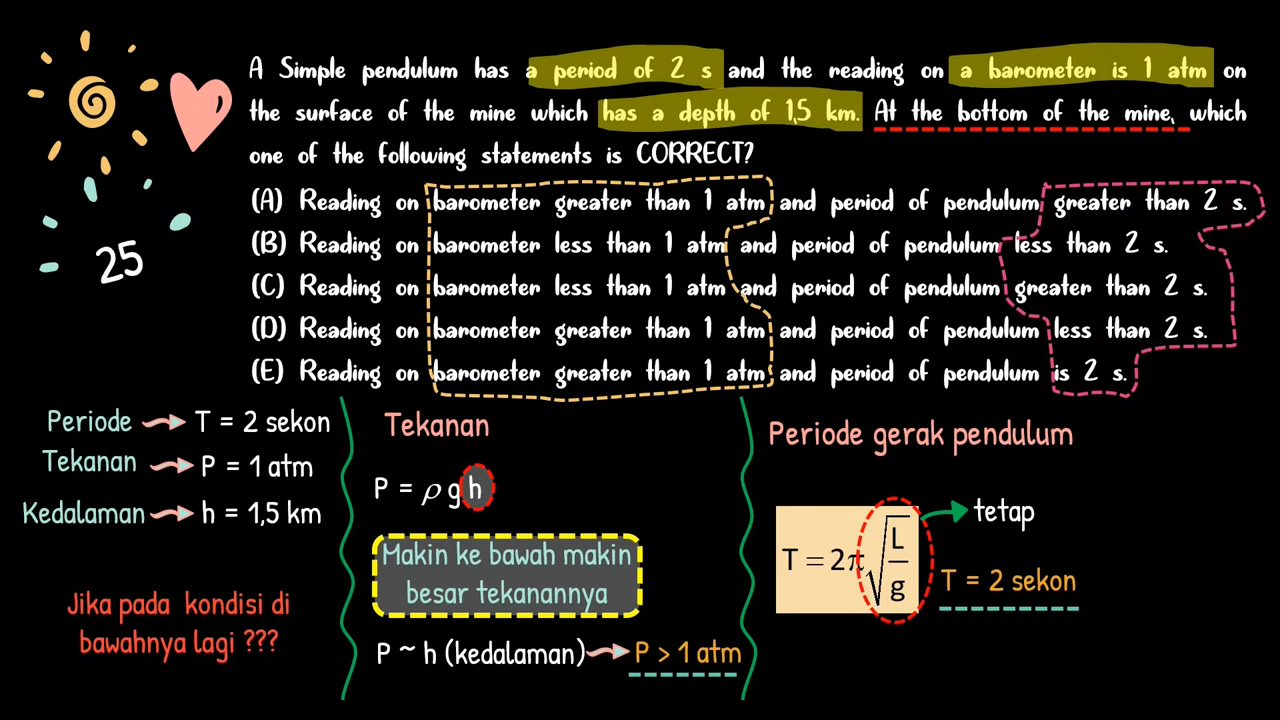 A Simple pendulum has a period of 2 s and the reading on a barometer is 1 atm on
the surface of the mine which has a depth of 1,5 km. At the bottom of the mine, which
one of the following statements is CORRECT?
(A) Reading on barometer greater than 1 atm and period of pendulum greater than 2 s.
(B) Reading on barometer less than 1 atm and period of pendulum less than 2 s.
(C) Reading on barometer less than 1 atm and period of pendulum greater than 2 s.
(D) Reading on barometer greater than 1 atm and period of pendulum less than 2 s.
(E) Reading on barometer greater than 1 atm and period of pendulum is 2 s.
25
Periode T = 2 sekon
Tekanan P = 1 atm
Kedalaman h = 1,5 km
Jika pada kondisi di
bawahnya lagi ???
Tekanan
P = ρ g h
Makin ke bawah makin
besar tekanannya
P ~ h (kedalaman) P > 1 atm
Periode gerak pendulum
T = 2π√(L/g)
tetap
T = 2 sekon